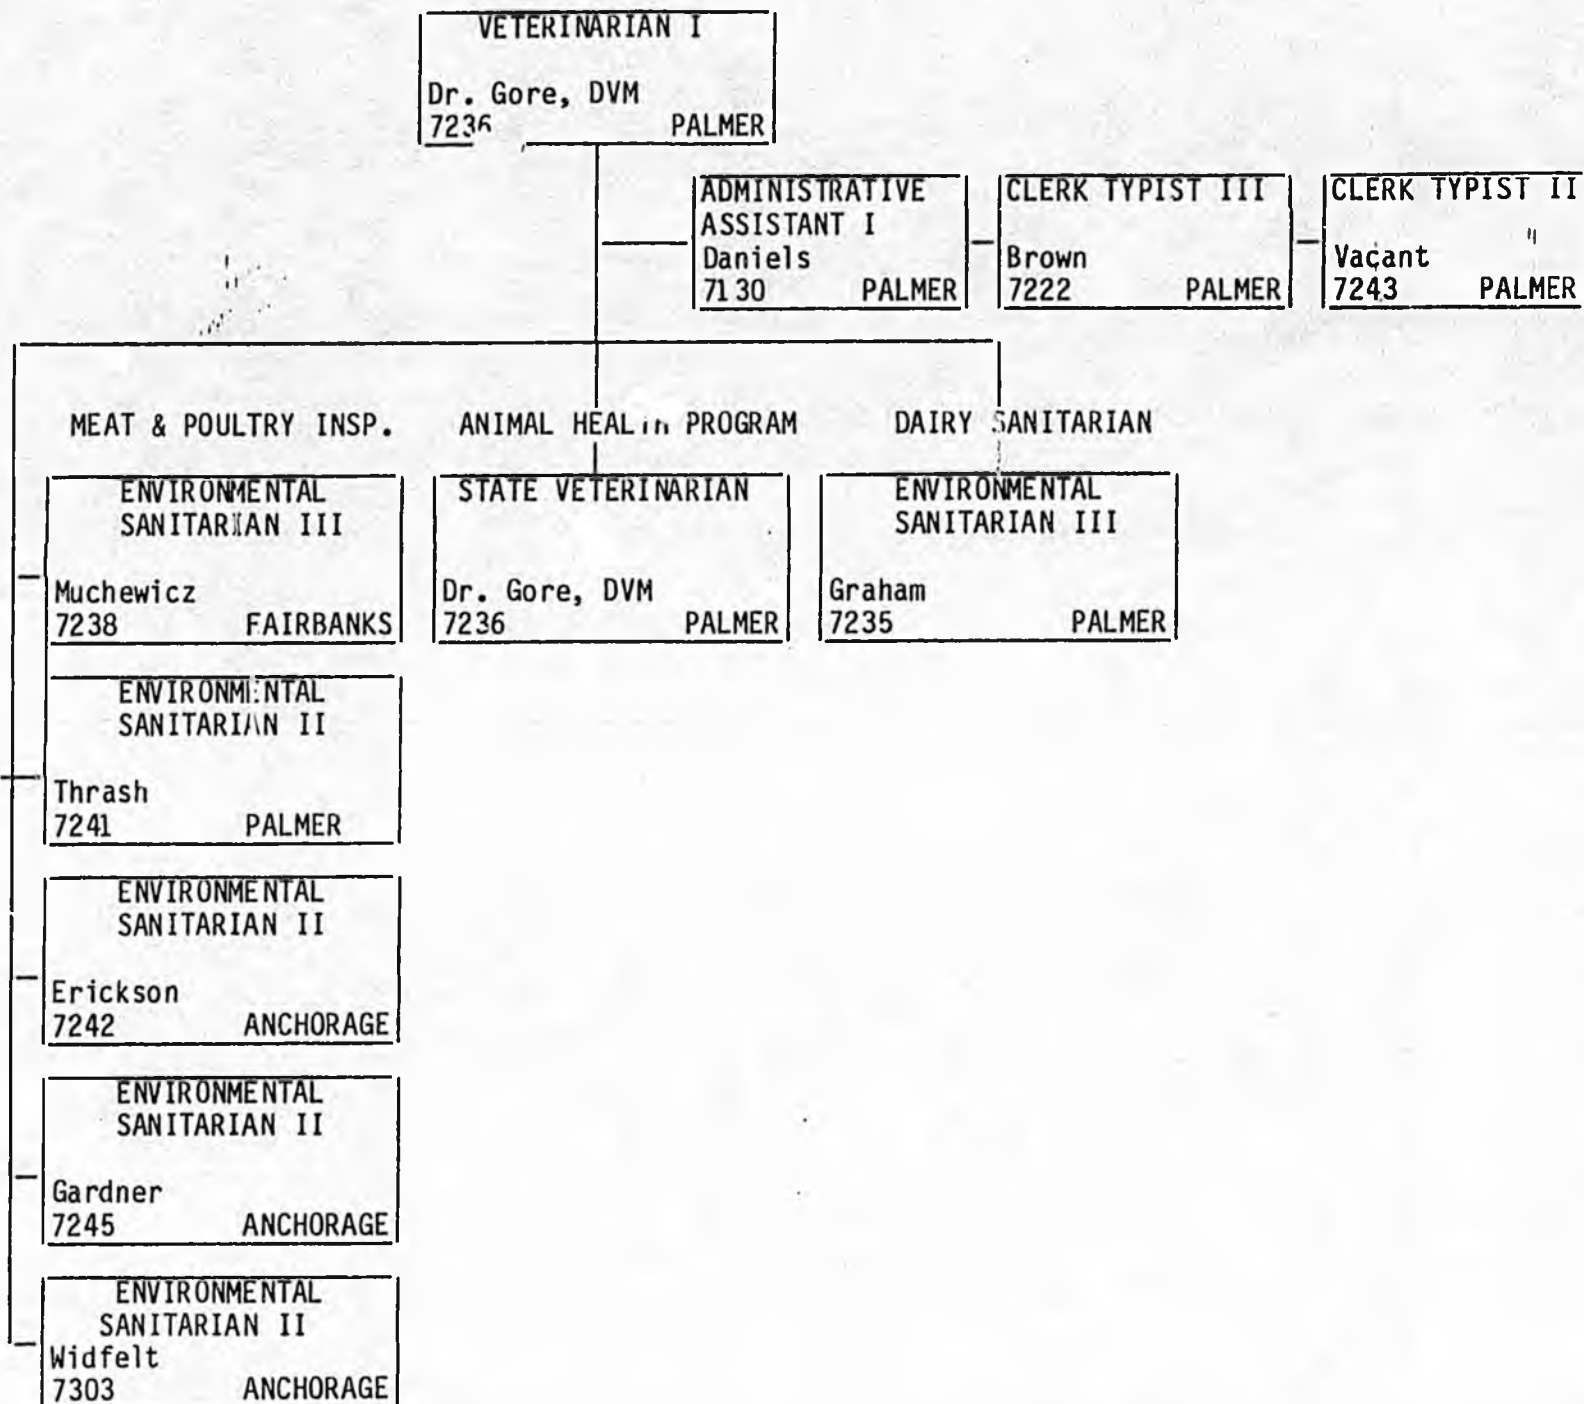 VETERINARIAN I
Dr. Gore, DVM
7236 PALMER
ADMINISTRATIVE
ASSISTANT I
Daniels
7130 PALMER
CLERK TYPIST III
Brown
7222 PALMER
CLERK TYPIST II
Vacant
7243 PALMER
MEAT & POULTRY INSP.
ANIMAL HEALTH PROGRAM
DAIRY SANITARIAN
ENVIRONMENTAL
SANITARIAN III
Muchewicz
7238 FAIRBANKS
STATE VETERINARIAN
Dr. Gore, DVM
7236 PALMER
ENVIRONMENTAL
SANITARIAN III
Graham
7235 PALMER
ENVIRONMENTAL
SANITARIAN II
Thrash
7241 PALMER
ENVIRONMENTAL
SANITARIAN II
Erickson
7242 ANCHORAGE
ENVIRONMENTAL
SANITARIAN II
Gardner
7245 ANCHORAGE
ENVIRONMENTAL
SANITARIAN II
Widfelt
7303 ANCHORAGE